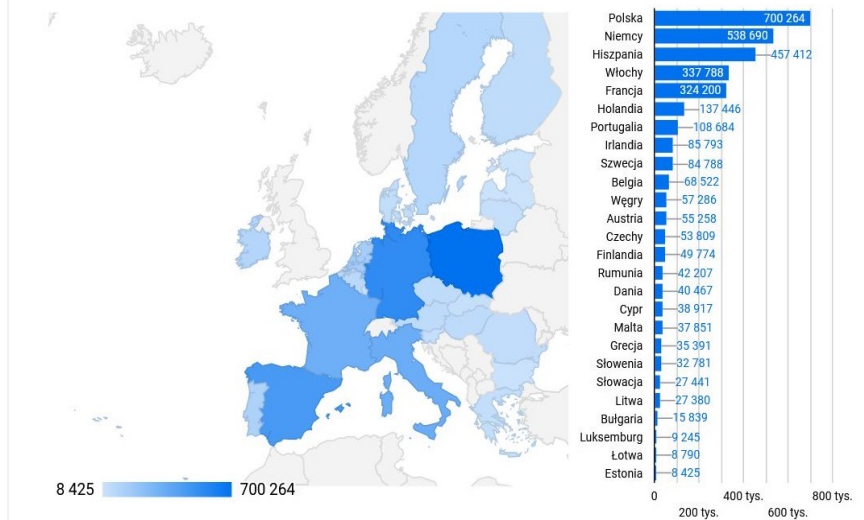 Polska 700 264
Niemcy 538 690
Hiszpania 457 412
Włochy 337 788
Francja 324 200
Holandia 137 446
Portugalia 108 684
Irlandia 85 793
Szwecja 84 788
Belgia 68 522
Węgry 57 286
Austria 55 258
Czechy 53 809
Finlandia 49 774
Rumunia 42 207
Dania 40 467
Cypr 38 917
Malta 37 851
Grecja 35 391
Słowenia 32 781
Słowacja 27 441
Litwa 27 380
Bułgaria 15 839
Luksemburg 9 245
Łotwa 8 790
Estonia 8 425
0 400 tys. 800 tys.
200 tys. 600 tys.
8 425 700 264